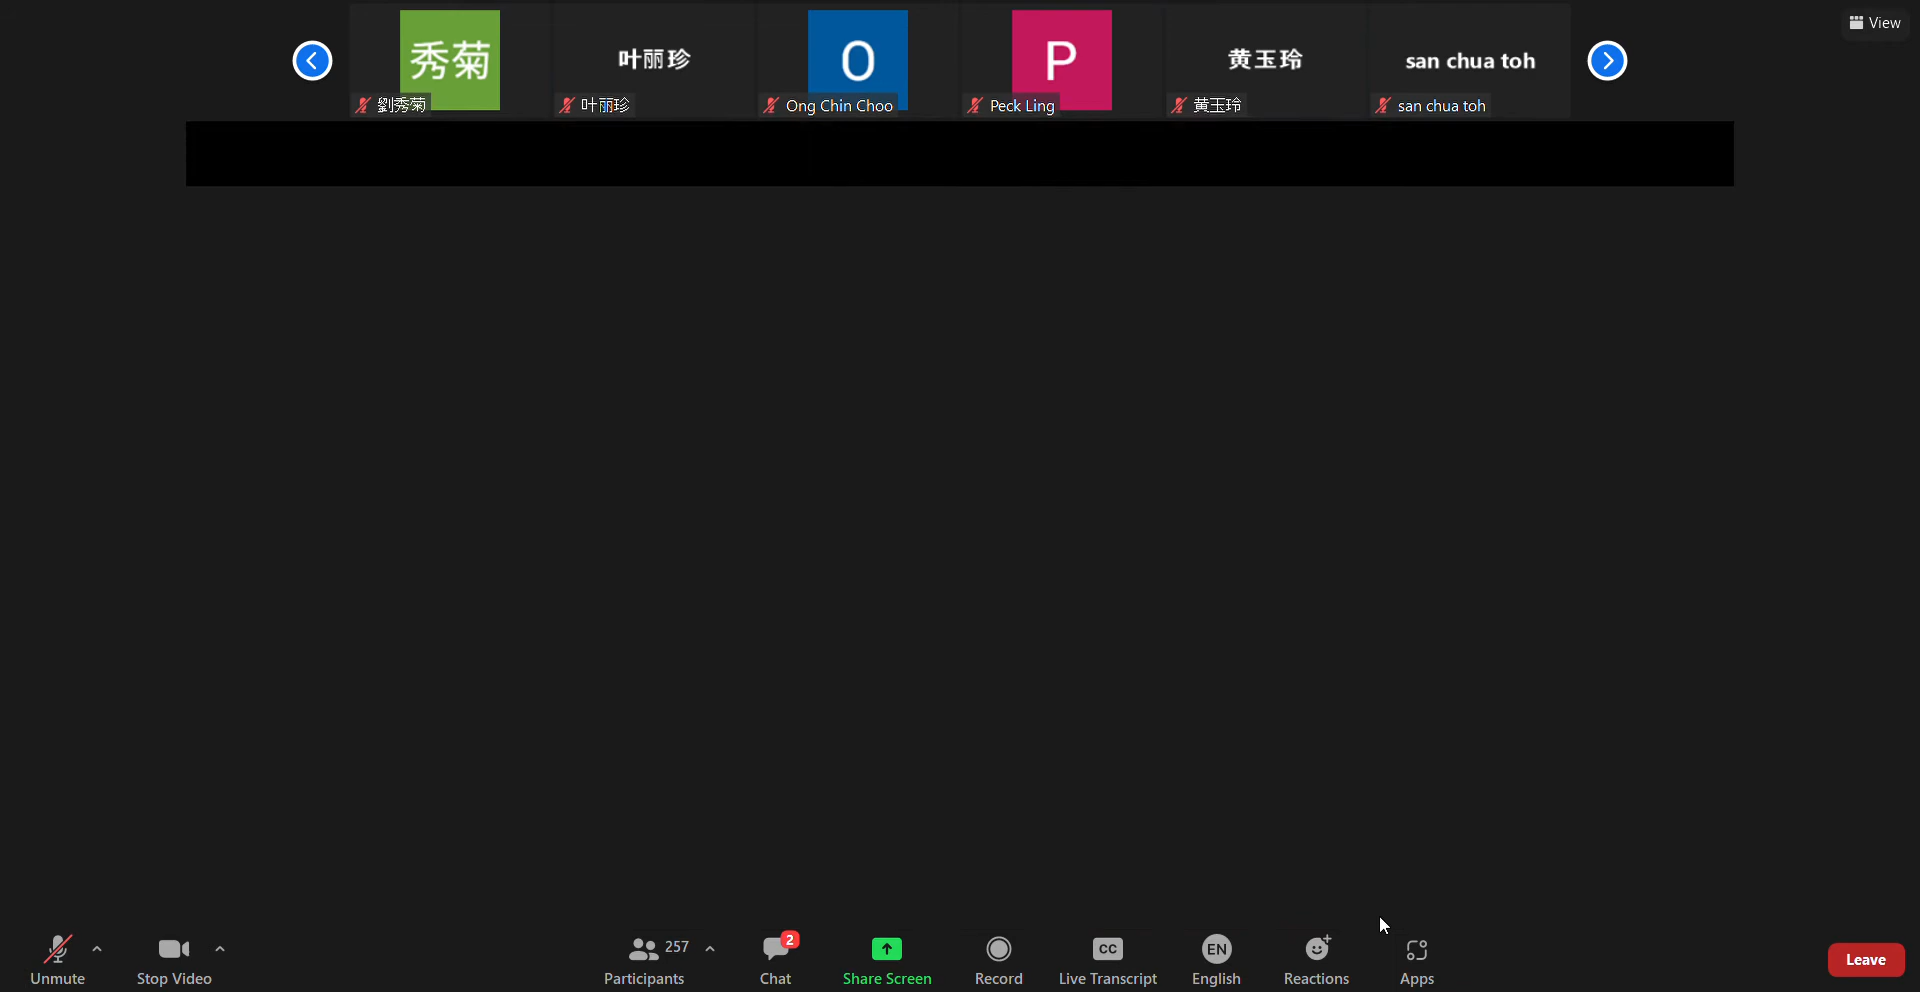 View
秀菊
叶丽珍
O
P
黄玉玲
san chua toh
劉秀菊
叶丽珍
Ong Chin Choo
Peck Ling
黄玉玲
san chua toh
257
2
CC
EN
Unmute
Stop Video
Participants
Chat
Share Screen
Record
Live Transcript
English
Reactions
Apps
Leave